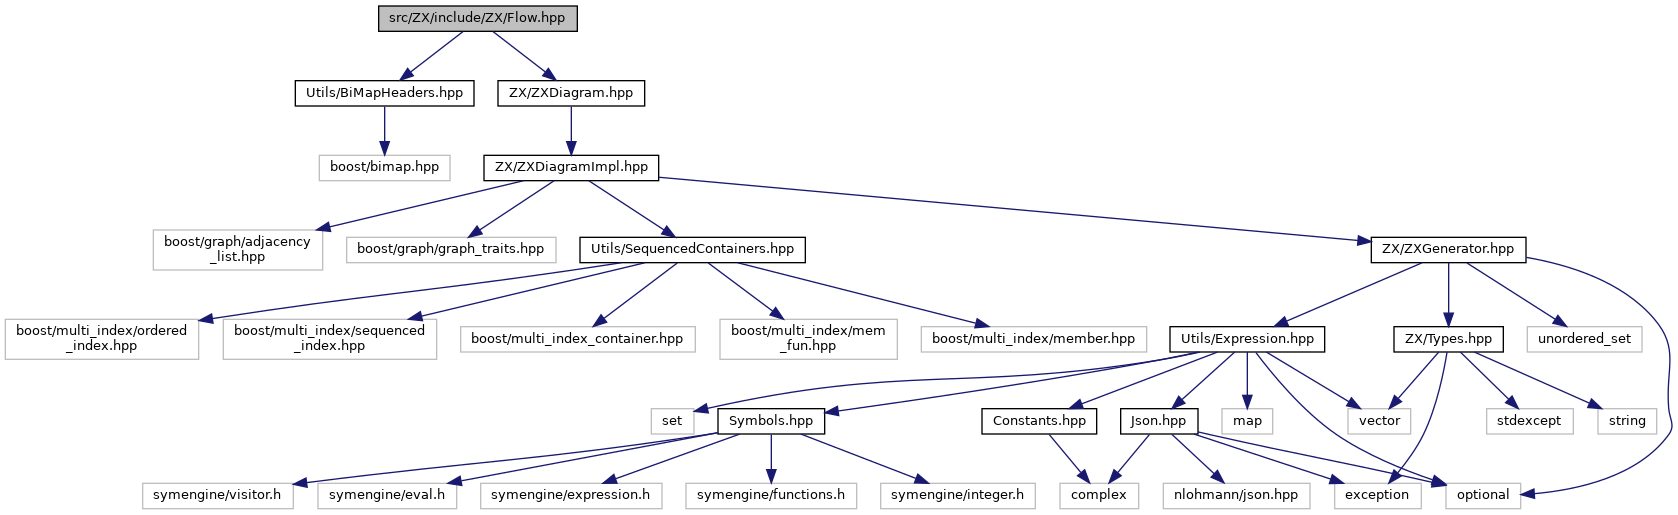 src/ZX/include/ZX/Flow.hpp
Utils/BiMapHeaders.hpp
ZX/ZXDiagram.hpp
boost/bimap.hpp
ZX/ZXDiagramImpl.hpp
boost/graph/adjacency
_list.hpp
boost/graph/graph_traits.hpp
Utils/SequencedContainers.hpp
ZX/ZXGenerator.hpp
boost/multi_index/ordered
_index.hpp
boost/multi_index/sequenced
_index.hpp
boost/multi_index_container.hpp
boost/multi_index/mem
_fun.hpp
boost/multi_index/member.hpp
Utils/Expression.hpp
ZX/Types.hpp
unordered_set
set
Symbols.hpp
Constants.hpp
Json.hpp
map
vector
stdexcept
string
symengine/visitor.h
symengine/eval.h
symengine/expression.h
symengine/functions.h
symengine/integer.h
complex
nlohmann/json.hpp
exception
optional